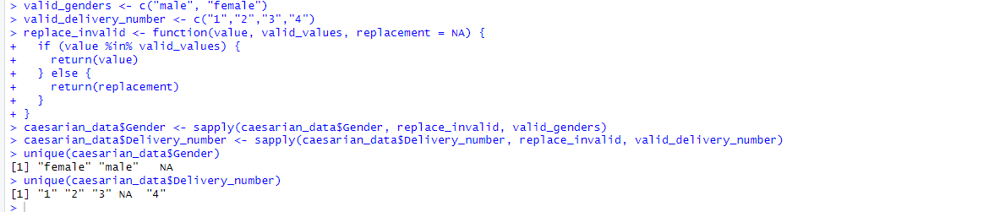 > valid_genders <- c("male", "female")
> valid_delivery_number <- c("1","2","3","4")
> replace_invalid <- function(value, valid_values, replacement = NA) {
+   if (value %in% valid_values) {
+     return(value)
+   } else {
+     return(replacement)
+   }
+ }
> caesarian_data$Gender <- sapply(caesarian_data$Gender, replace_invalid, valid_genders)
> caesarian_data$Delivery_number <- sapply(caesarian_data$Delivery_number, replace_invalid, valid_delivery_number)
> unique(caesarian_data$Gender)
[1] "female" "male"   NA
> unique(caesarian_data$Delivery_number)
[1] "1" "2" "3" NA  "4"
>